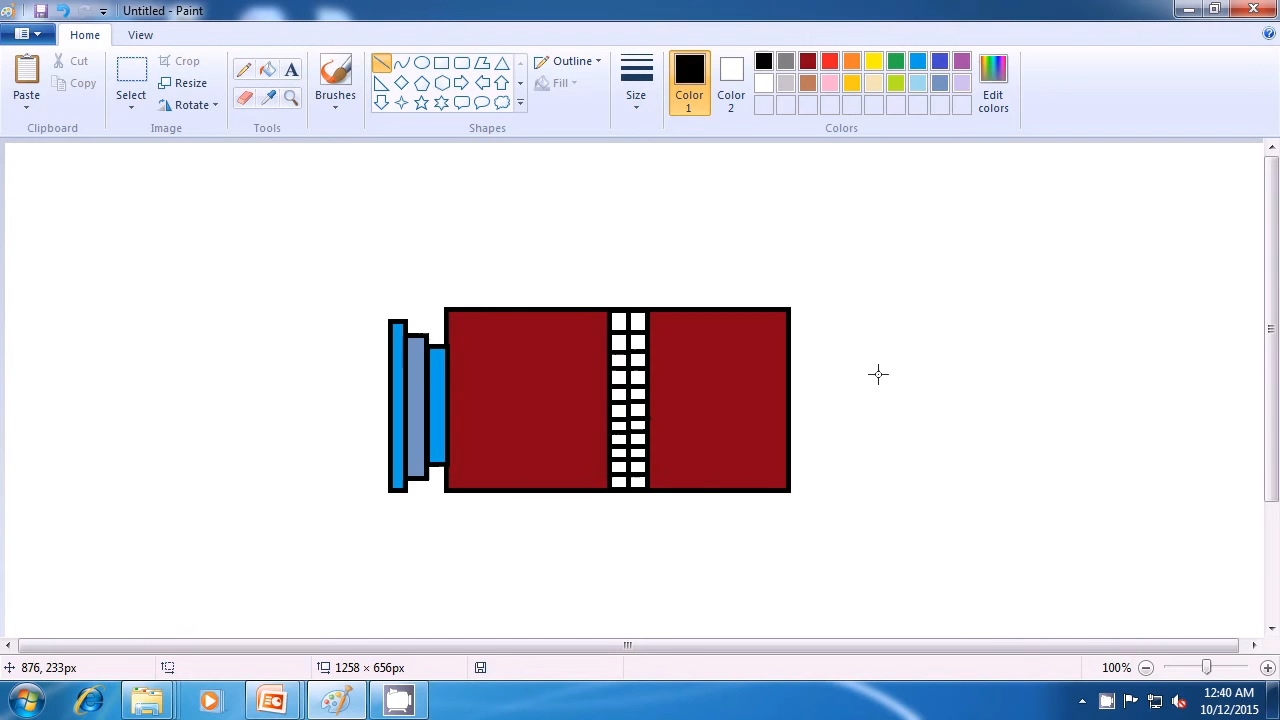 Untitled - Paint
Home View
Paste
Cut
Copy
Clipboard
Select
Crop
Resize
Rotate
Image
Tools
Brushes
Outline
Fill
Shapes
Size
Color 1
Color 2
Edit colors
Colors
876, 233px
1258 × 656px
100%
12:40 AM
10/12/2015